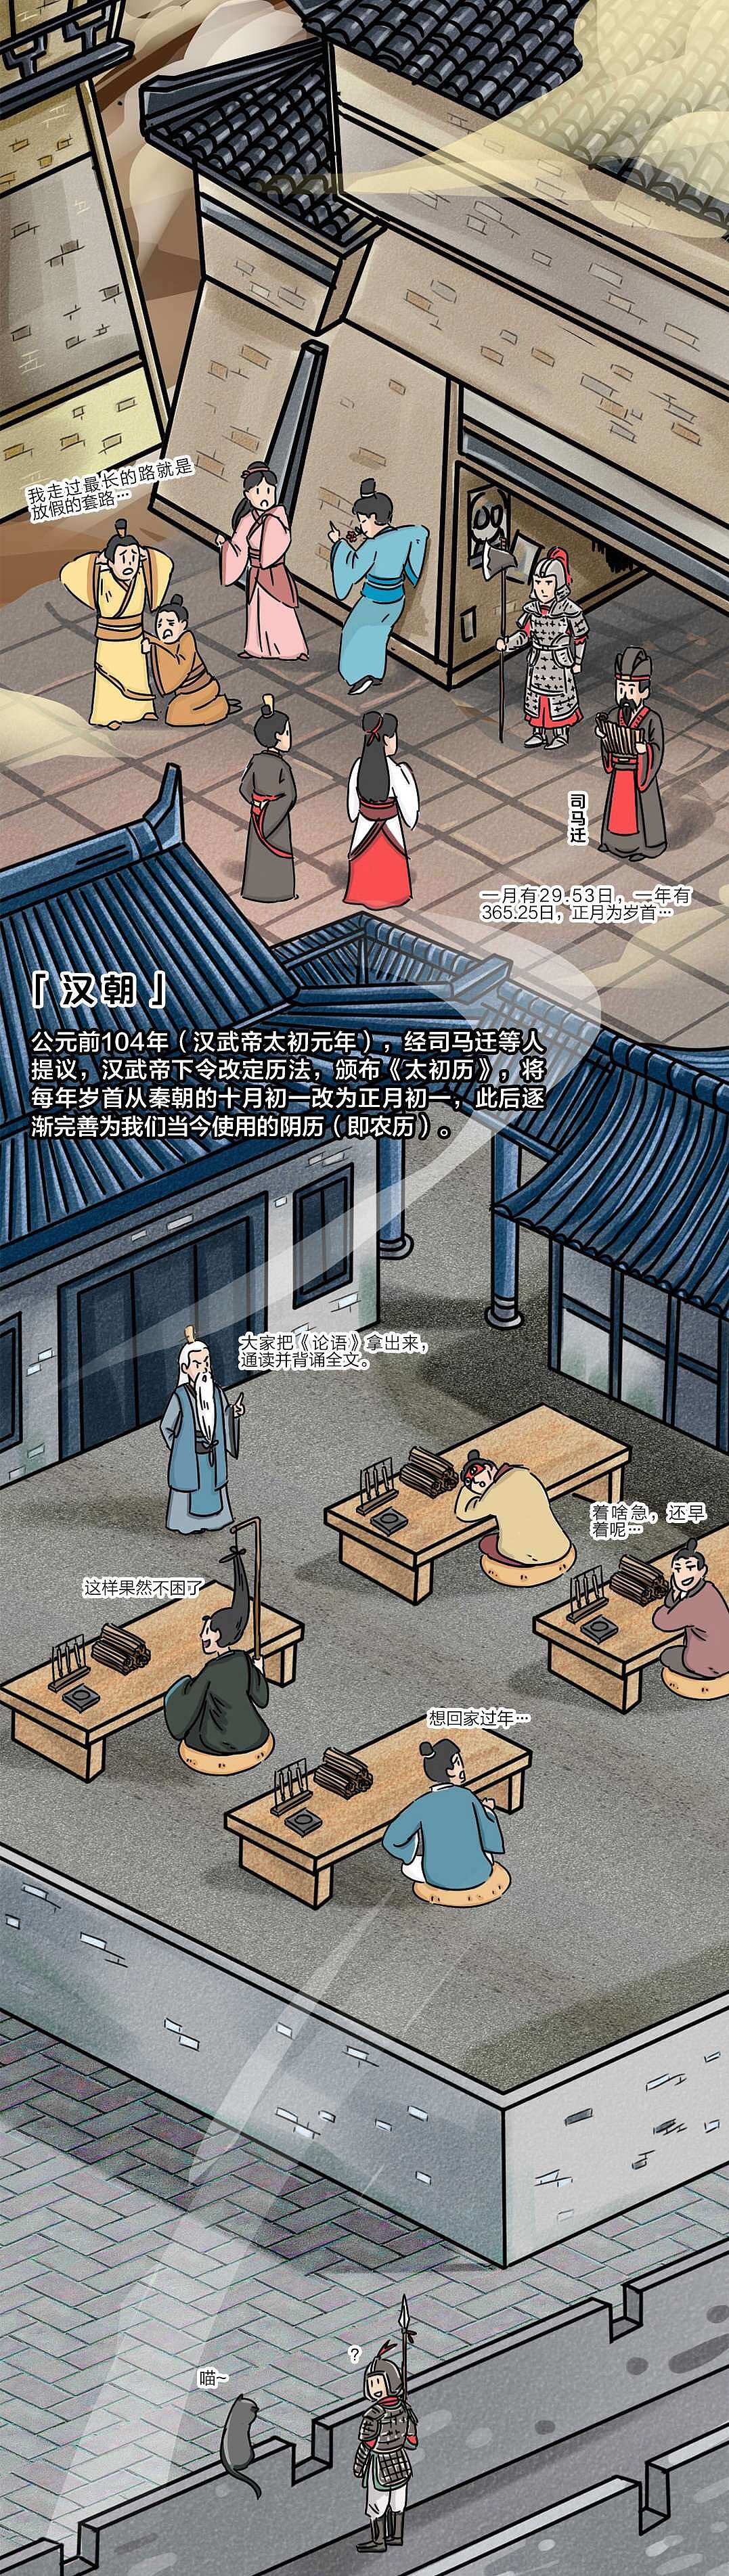 我走过最长的路就是
放假的套路…
司马迁
一月有29.53日，一年有
365.25日，正月为岁首…
「汉朝」
公元前104年（汉武帝太初元年），经司马迁等人
提议，汉武帝下令改定历法，颁布《太初历》，将
每年岁首从秦朝的十月初一改为正月初一，此后逐
渐完善为我们当今使用的阴历（即农历）。
大家把《论语》拿出来，
通读并背诵全文。
着啥急，还早
着呢…
这样果然不困了
想回家过年…
?
喵~